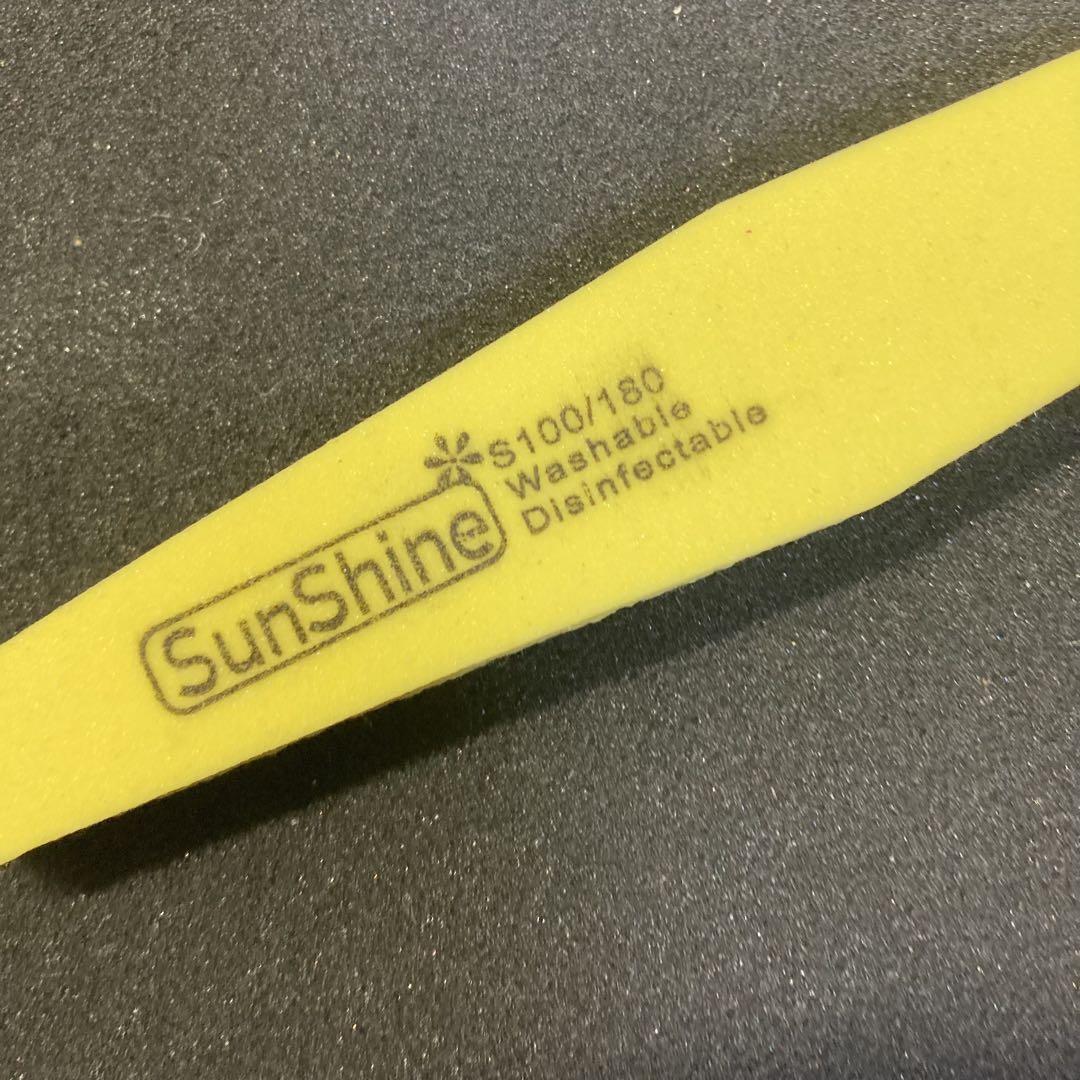 SunShine
S100/180
Washable
Disinfectable